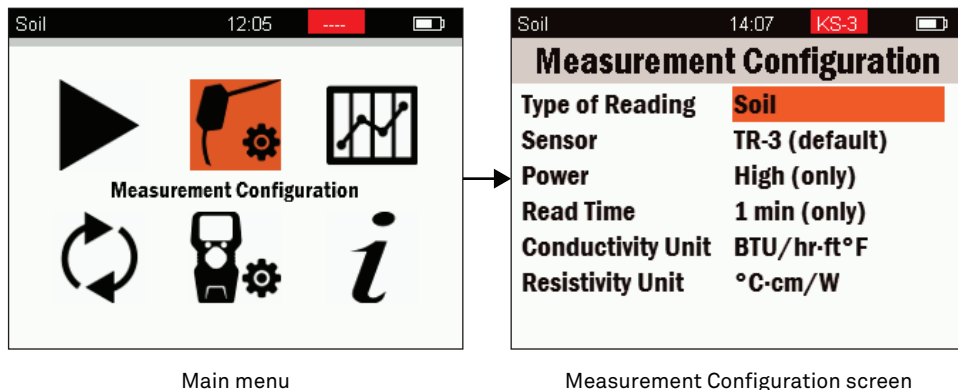 Soil 12:05 ----
Measurement Configuration
Main menu
Soil 14:07 KS-3
Measurement Configuration
Type of Reading Soil
Sensor TR-3 (default)
Power High (only)
Read Time 1 min (only)
Conductivity Unit BTU/hr·ft°F
Resistivity Unit °C·cm/W
Measurement Configuration screen